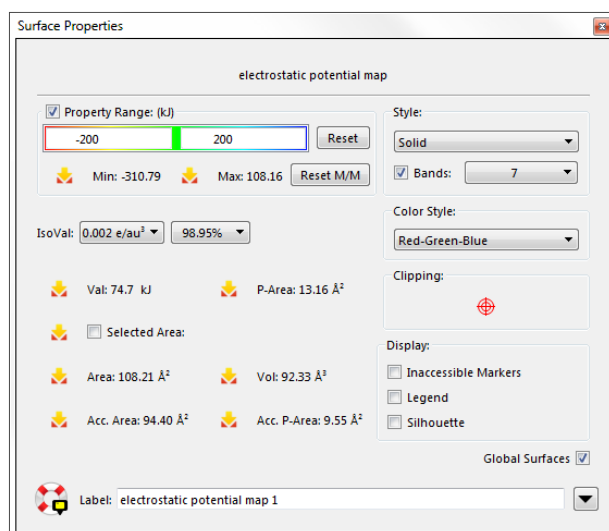 Surface Properties
electrostatic potential map
Property Range: (kJ)
-200 200 Reset
Min: -310.79 Max: 108.16 Reset M/M
Style:
Solid
Bands: 7
IsoVal: 0.002 e/au³ 98.95%
Color Style:
Red-Green-Blue
Val: 74.7 kJ P-Area: 13.16 Å²
Clipping:
Selected Area:
Area: 108.21 Å² Vol: 92.33 Å³
Acc. Area: 94.40 Å² Acc. P-Area: 9.55 Å²
Display:
Inaccessible Markers
Legend
Silhouette
Global Surfaces
Label: electrostatic potential map 1